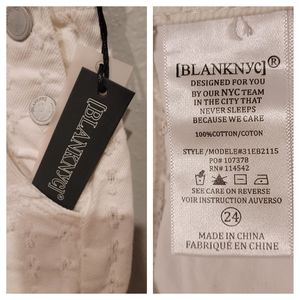 [BLANKNYC]
[BLANKNYC]®
DESIGNED FOR YOU
BY OUR NYC TEAM
IN THE CITY THAT
NEVER SLEEPS
BECAUSE WE CARE
100%COTTON/COTON
STYLE/MODELE#31EB2115
PO# 107378
RN# 114542
SEE CARE ON REVERSE
VOIR INSTRUCTION AUVERSO
24
MADE IN CHINA
FABRIQUÉ EN CHINE